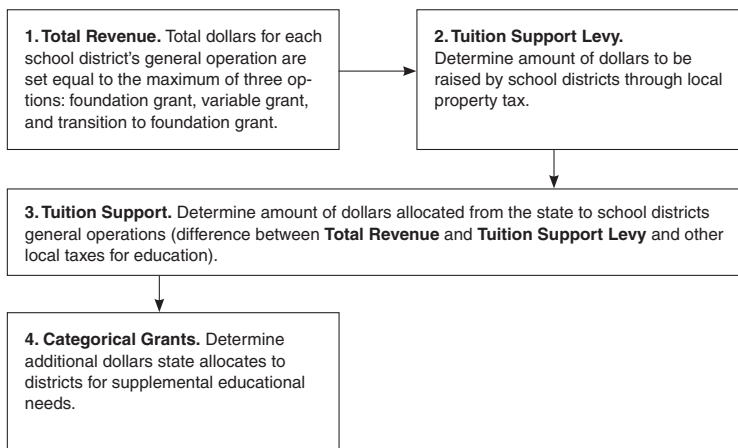 1. Total Revenue. Total dollars for each
school district's general operation are
set equal to the maximum of three op-
tions: foundation grant, variable grant,
and transition to foundation grant.
2. Tuition Support Levy.
Determine amount of dollars to be
raised by school districts through local
property tax.
3. Tuition Support. Determine amount of dollars allocated from the state to school districts
general operations (difference between Total Revenue and Tuition Support Levy and other
local taxes for education).
4. Categorical Grants. Determine
additional dollars state allocates to
districts for supplemental educational
needs.